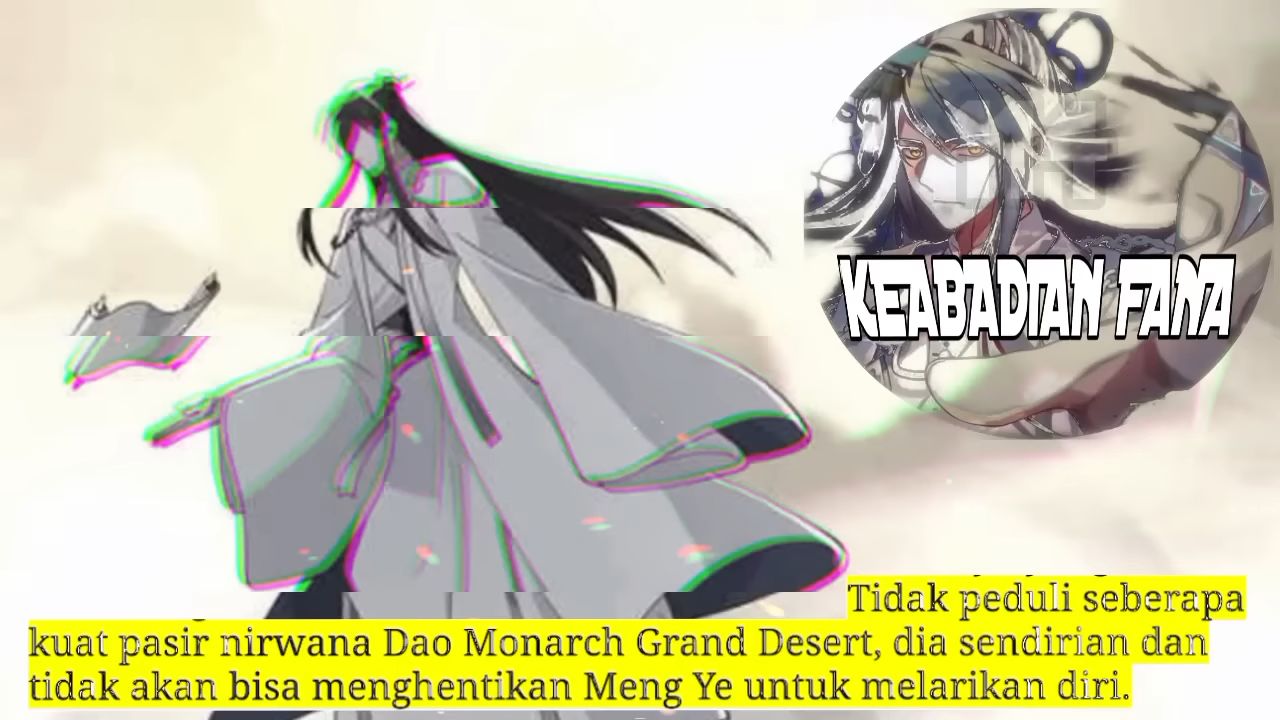 KEABADIAN FANA
Tidak peduli seberapa
kuat pasir nirwana Dao Monarch Grand Desert, dia sendirian dan
tidak akan bisa menghentikan Meng Ye untuk melarikan diri.